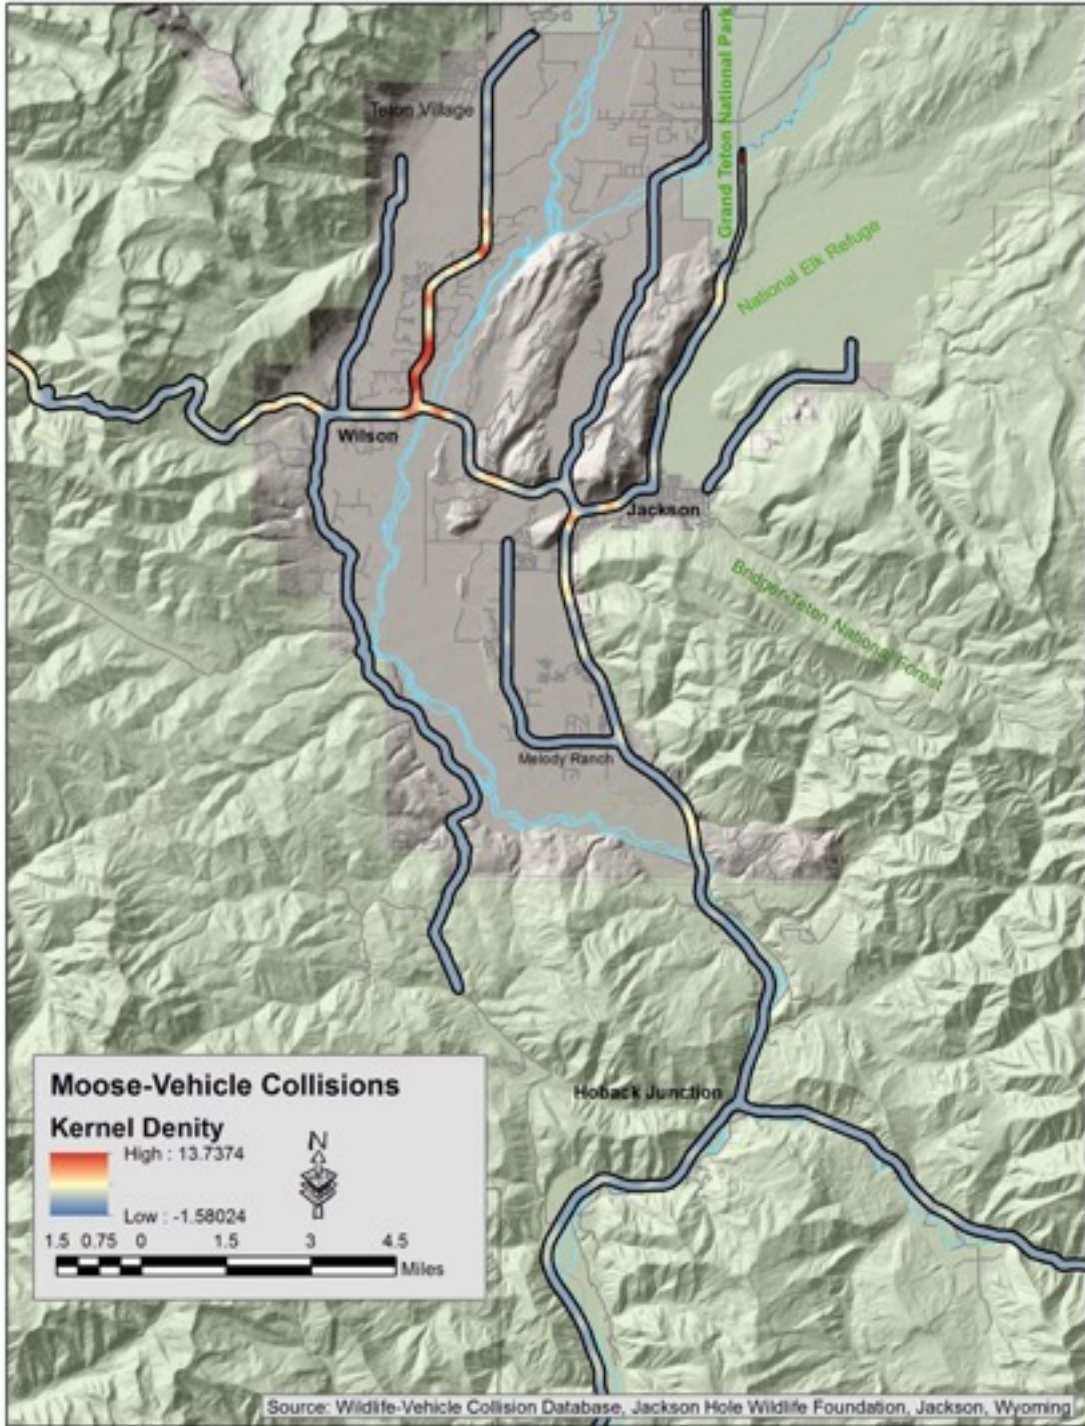 Teton Village
Grand Teton National Park
National Elk Refuge
Wilson
Jackson
Bridger-Teton National Forest
Melody Ranch
Hoback Junction
Moose-Vehicle Collisions
Kernel Denity
High : 13.7374
Low : -1.58024
N
1.5 0.75 0 1.5 3 4.5
Miles
Source: Wildlife-Vehicle Collision Database, Jackson Hole Wildlife Foundation, Jackson, Wyoming